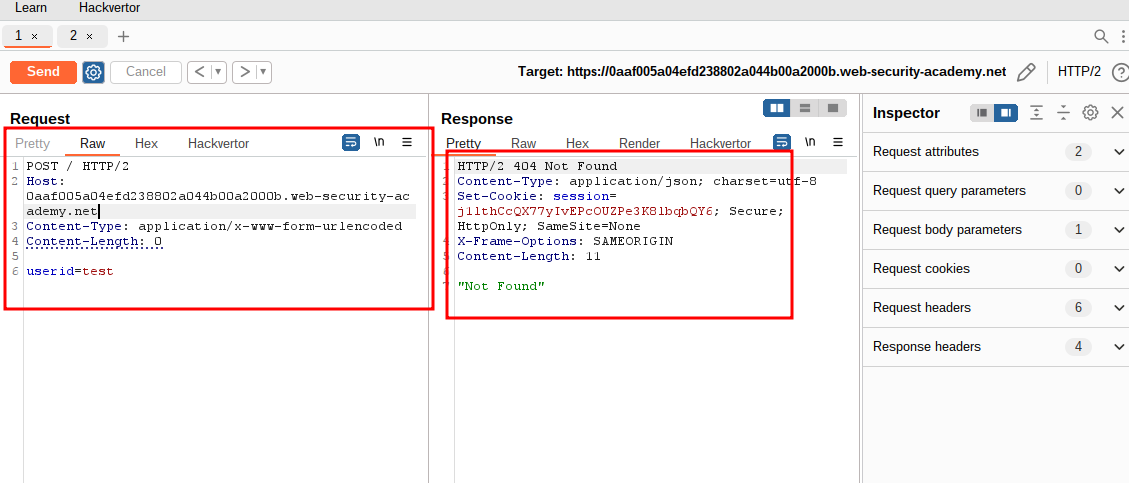 Learn Hackvertor
1 × 2 × +
Send Cancel < ▾ > ▾ Target: https://0aaf005a04efd238802a044b00a2000b.web-security-academy.net HTTP/2 ?
Request
Pretty Raw Hex Hackvertor \n
1 POST / HTTP/2
2 Host:
0aaf005a04efd238802a044b00a2000b.web-security-ac
ademy.net
3 Content-Type: application/x-www-form-urlencoded
4 Content-Length: 0
5
6 userid=test
Response
Pretty Raw Hex Render Hackvertor \n
1 HTTP/2 404 Not Found
2 Content-Type: application/json; charset=utf-8
3 Set-Cookie: session=
HttpOnly; SameSite=None
4 X-Frame-Options: SAMEORIGIN
5 Content-Length: 11
6
7 "Not Found"
Inspector
Request attributes 2
Request query parameters 0
Request body parameters 1
Request cookies 0
Request headers 6
Response headers 4